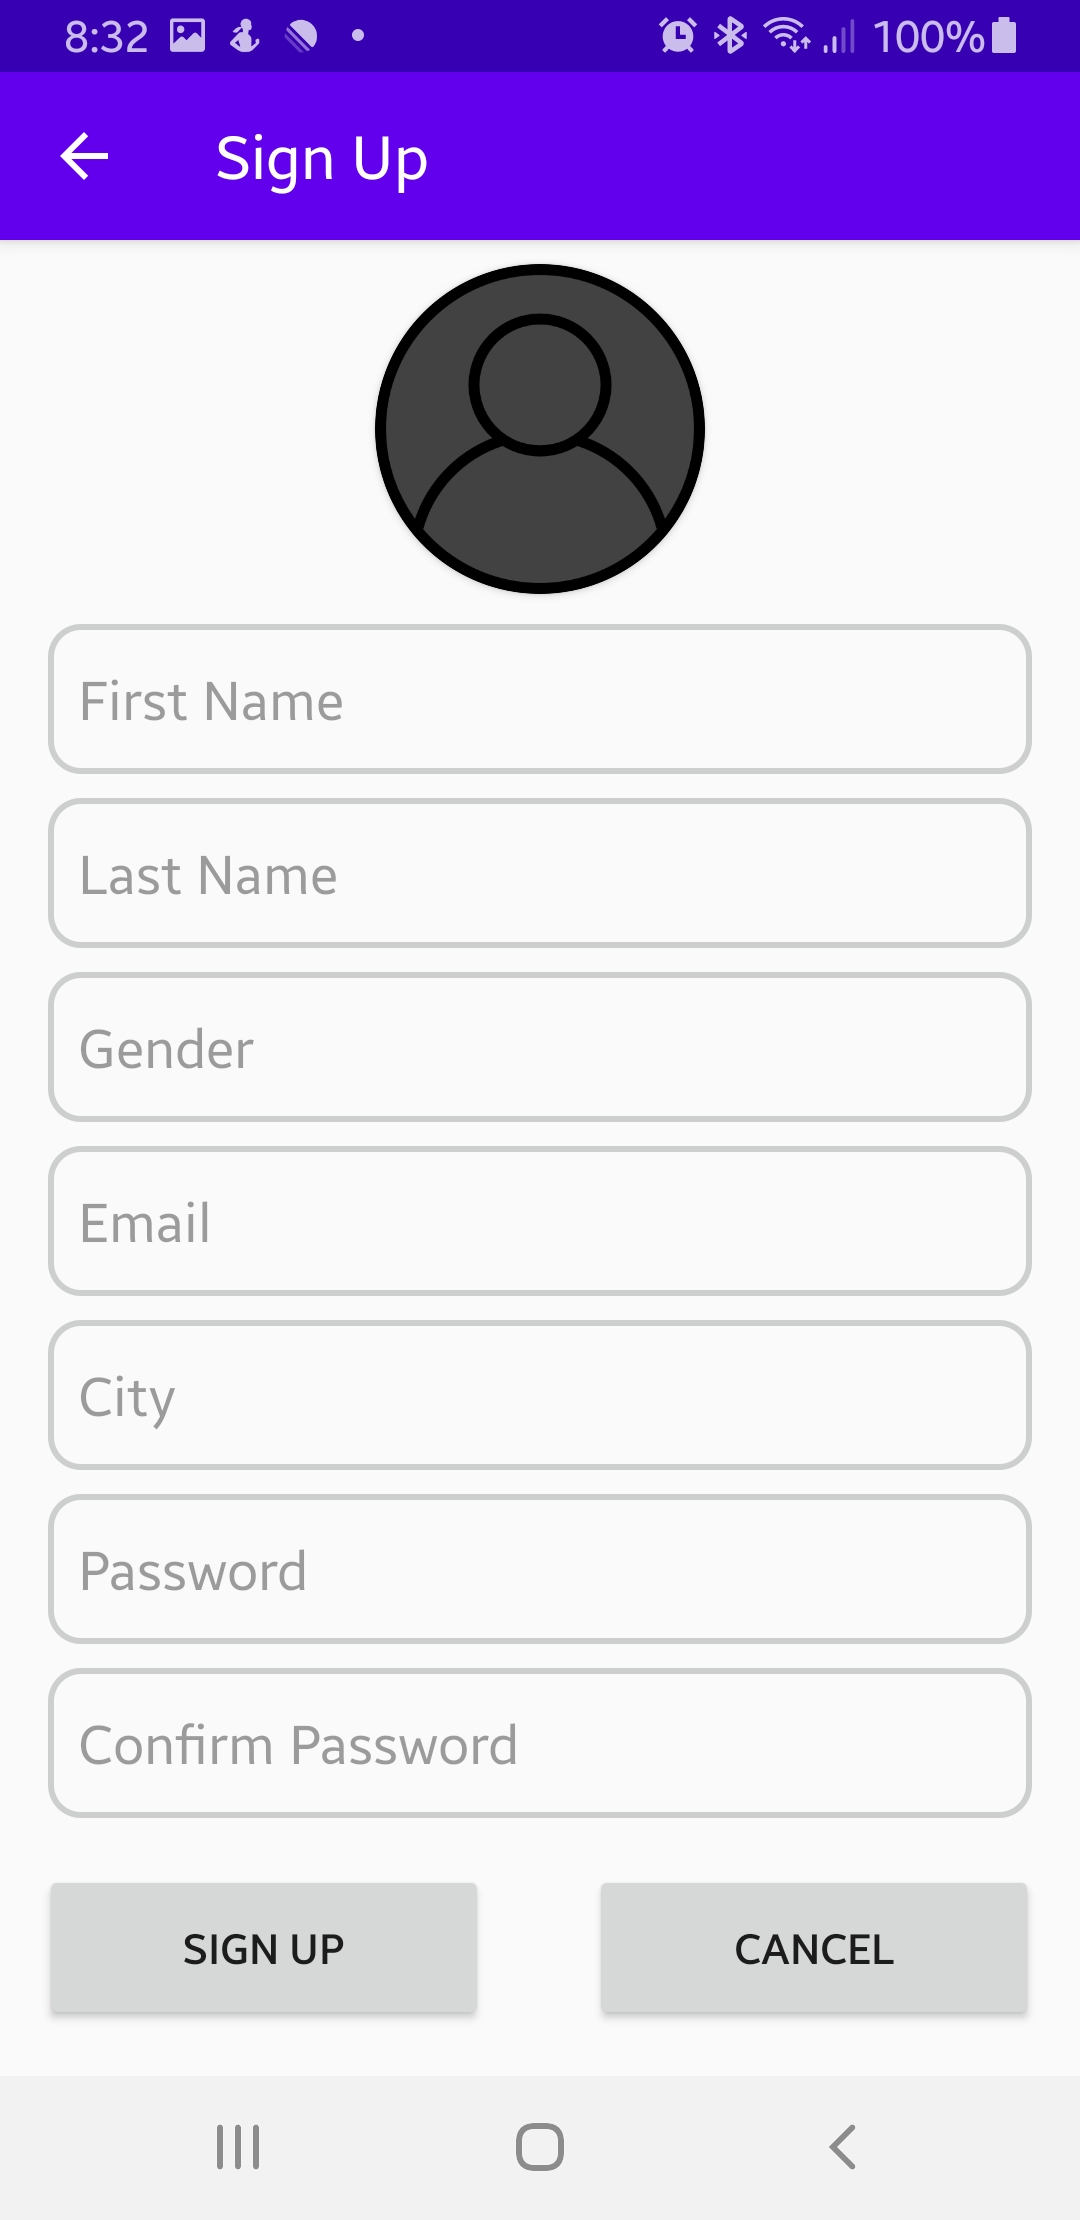 8:32 100%
Sign Up
First Name
Last Name
Gender
Email
City
Password
Confirm Password
SIGN UP CANCEL